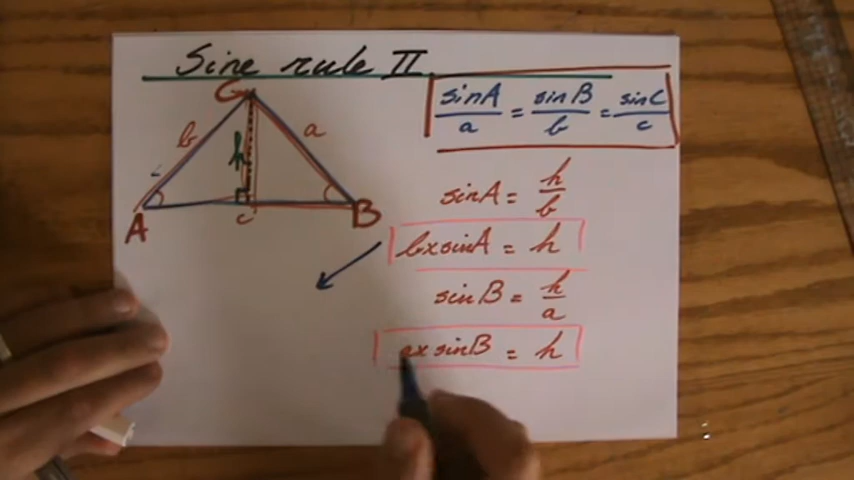 Sine rule II
sinA/a = sinB/b = sinC/c
C
b
a
h
A
c
B
sinA = h/b
b x sinA = h
sinB = h/a
a x sinB = h